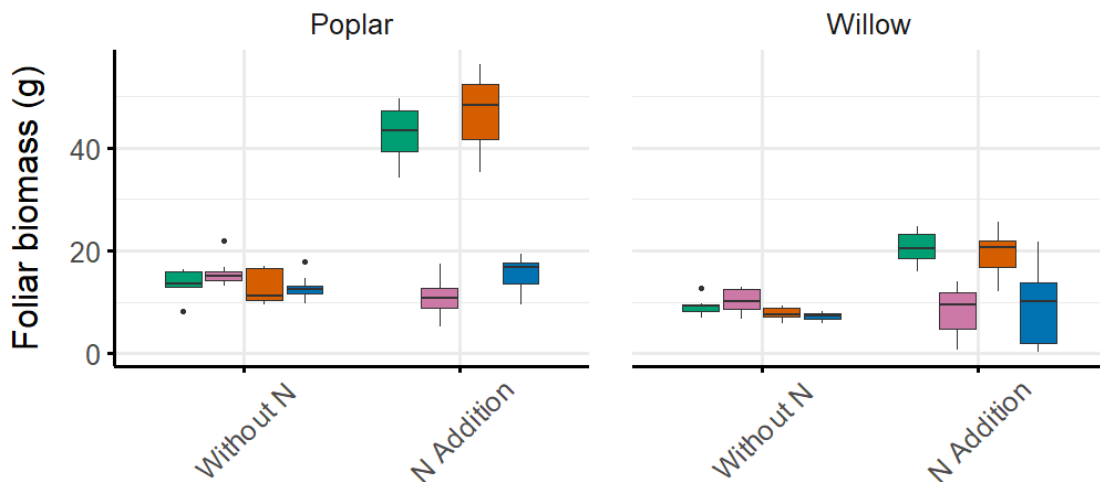 Poplar
Willow
Foliar biomass (g)
40
20
0
Without N
N Addition
Without N
N Addition